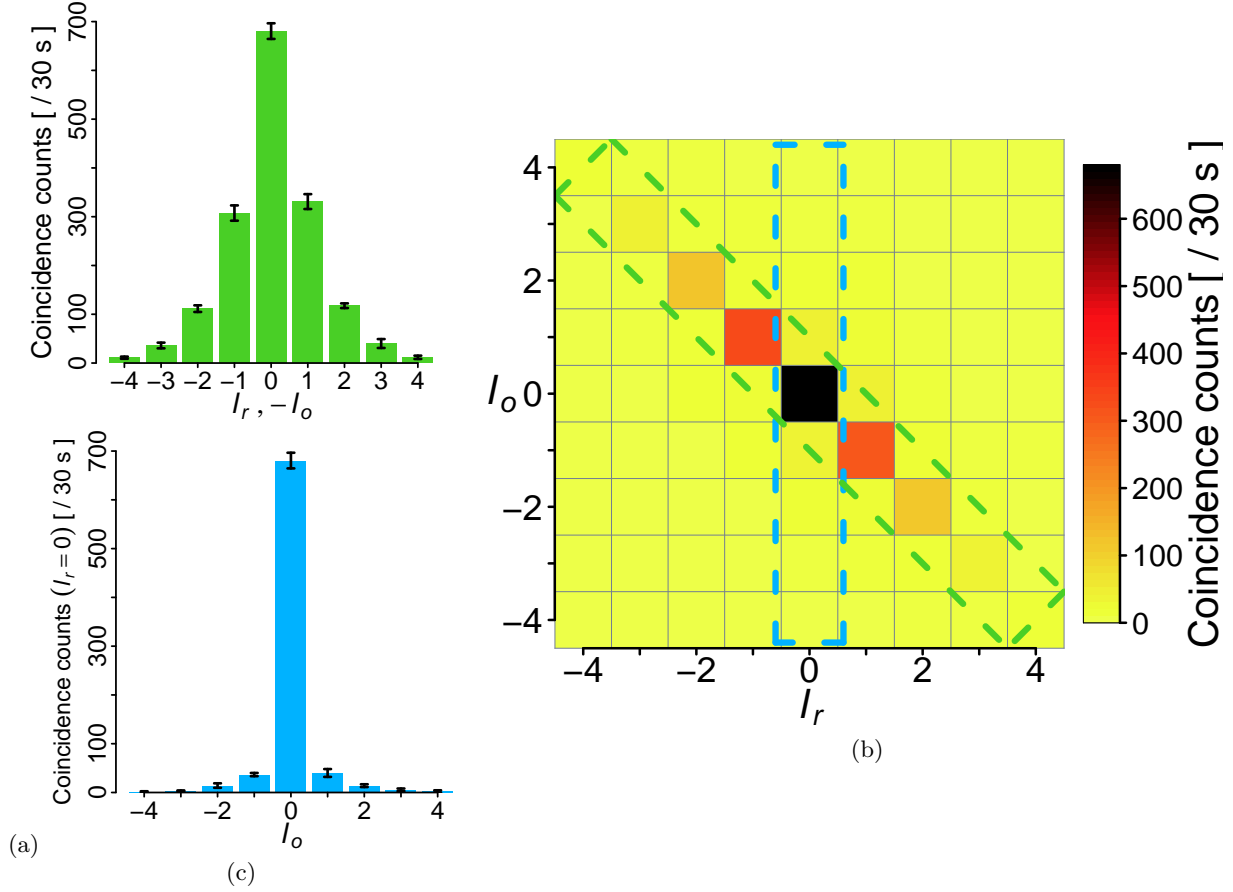 Coincidence counts [ / 30 s ]
700
300
100
0
−4 −3 −2 −1 0 1 2 3 4
l_r , − l_o
Coincidence counts (l_r = 0) [ / 30 s ]
700
500
300
100
0
−4 −2 0 2 4
l_o
(a)
(c)
l_o
4
2
0
−2
−4
−4 −2 0 2 4
l_r
(b)
600
500
400
300
200
100
0
Coincidence counts [ / 30 s ]